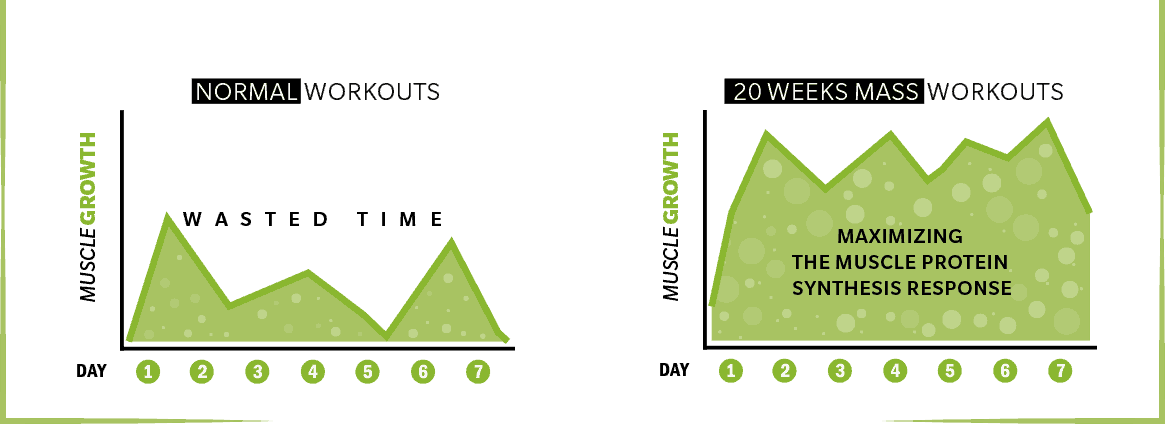 NORMAL WORKOUTS
MUSCLE GROWTH
WASTED TIME
DAY 1 2 3 4 5 6 7
20 WEEKS MASS WORKOUTS
MUSCLE GROWTH
MAXIMIZING
THE MUSCLE PROTEIN
SYNTHESIS RESPONSE
DAY 1 2 3 4 5 6 7